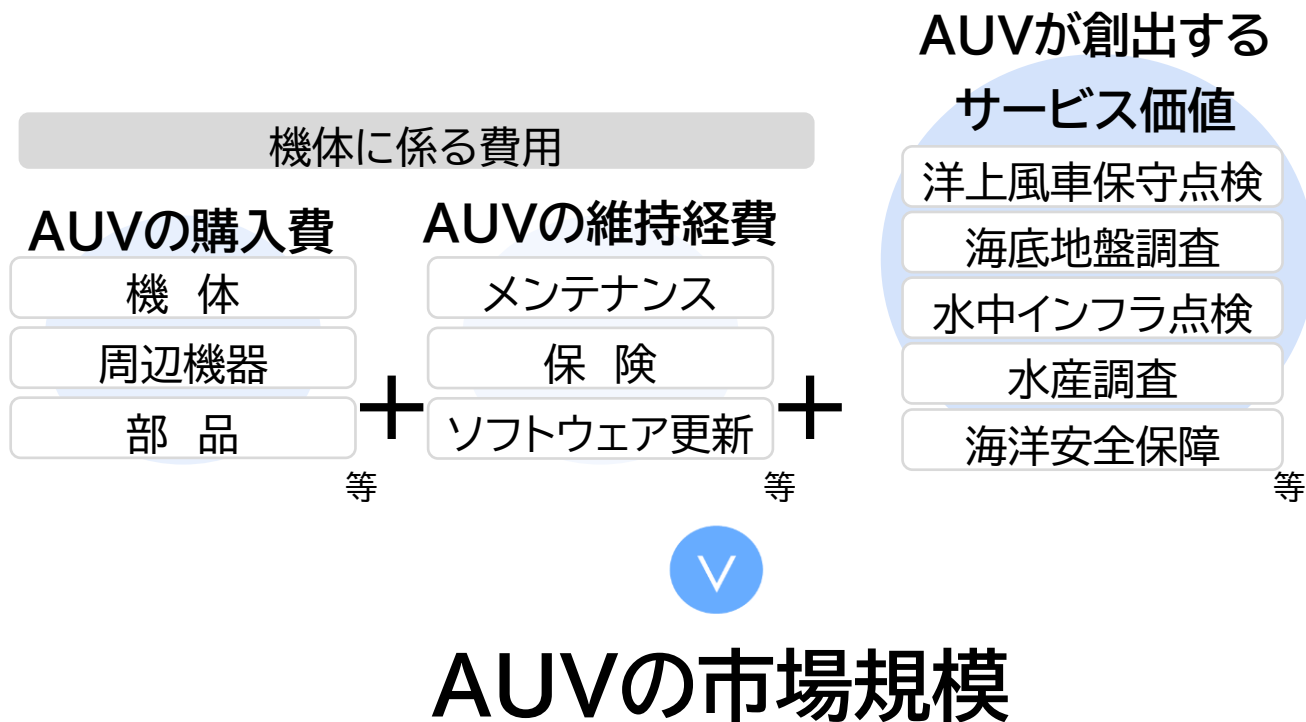 機体に係る費用
AUVの購入費
機 体
周辺機器
部 品
等
+
AUVの維持経費
メンテナンス
保 険
ソフトウェア更新
等
+
AUVが創出する
サービス価値
洋上風車保守点検
海底地盤調査
水中インフラ点検
水産調査
海洋安全保障
等
AUVの市場規模